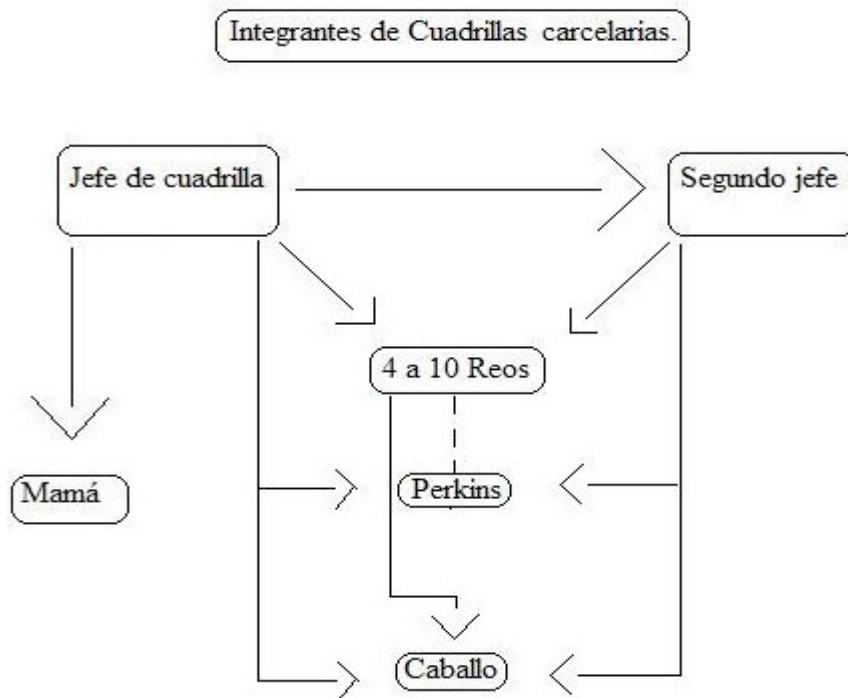 Integrantes de Cuadrillas carcelarias.
Jefe de cuadrilla
Segundo jefe
4 a 10 Reos
Perkins
Mamá
Caballo